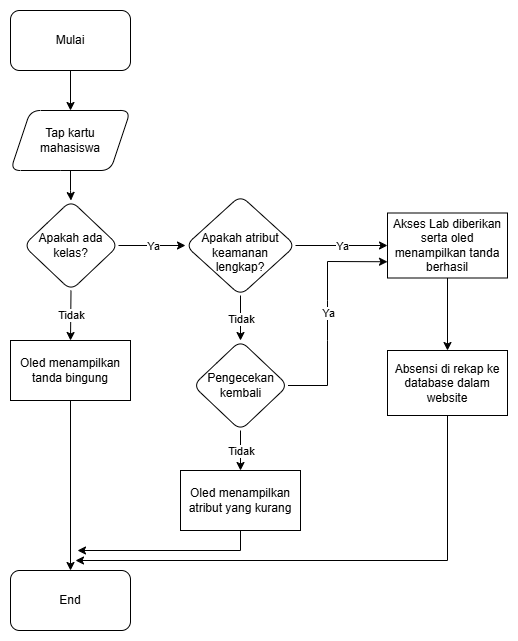 Mulai
Tap kartu
mahasiswa
Apakah ada
kelas?
Ya
Apakah atribut
keamanan
lengkap?
Ya
Akses Lab diberikan
serta oled
menampilkan tanda
berhasil
Tidak
Tidak
Ya
Oled menampilkan
tanda bingung
Pengecekan
kembali
Absensi di rekap ke
database dalam
website
Tidak
Oled menampilkan
atribut yang kurang
End